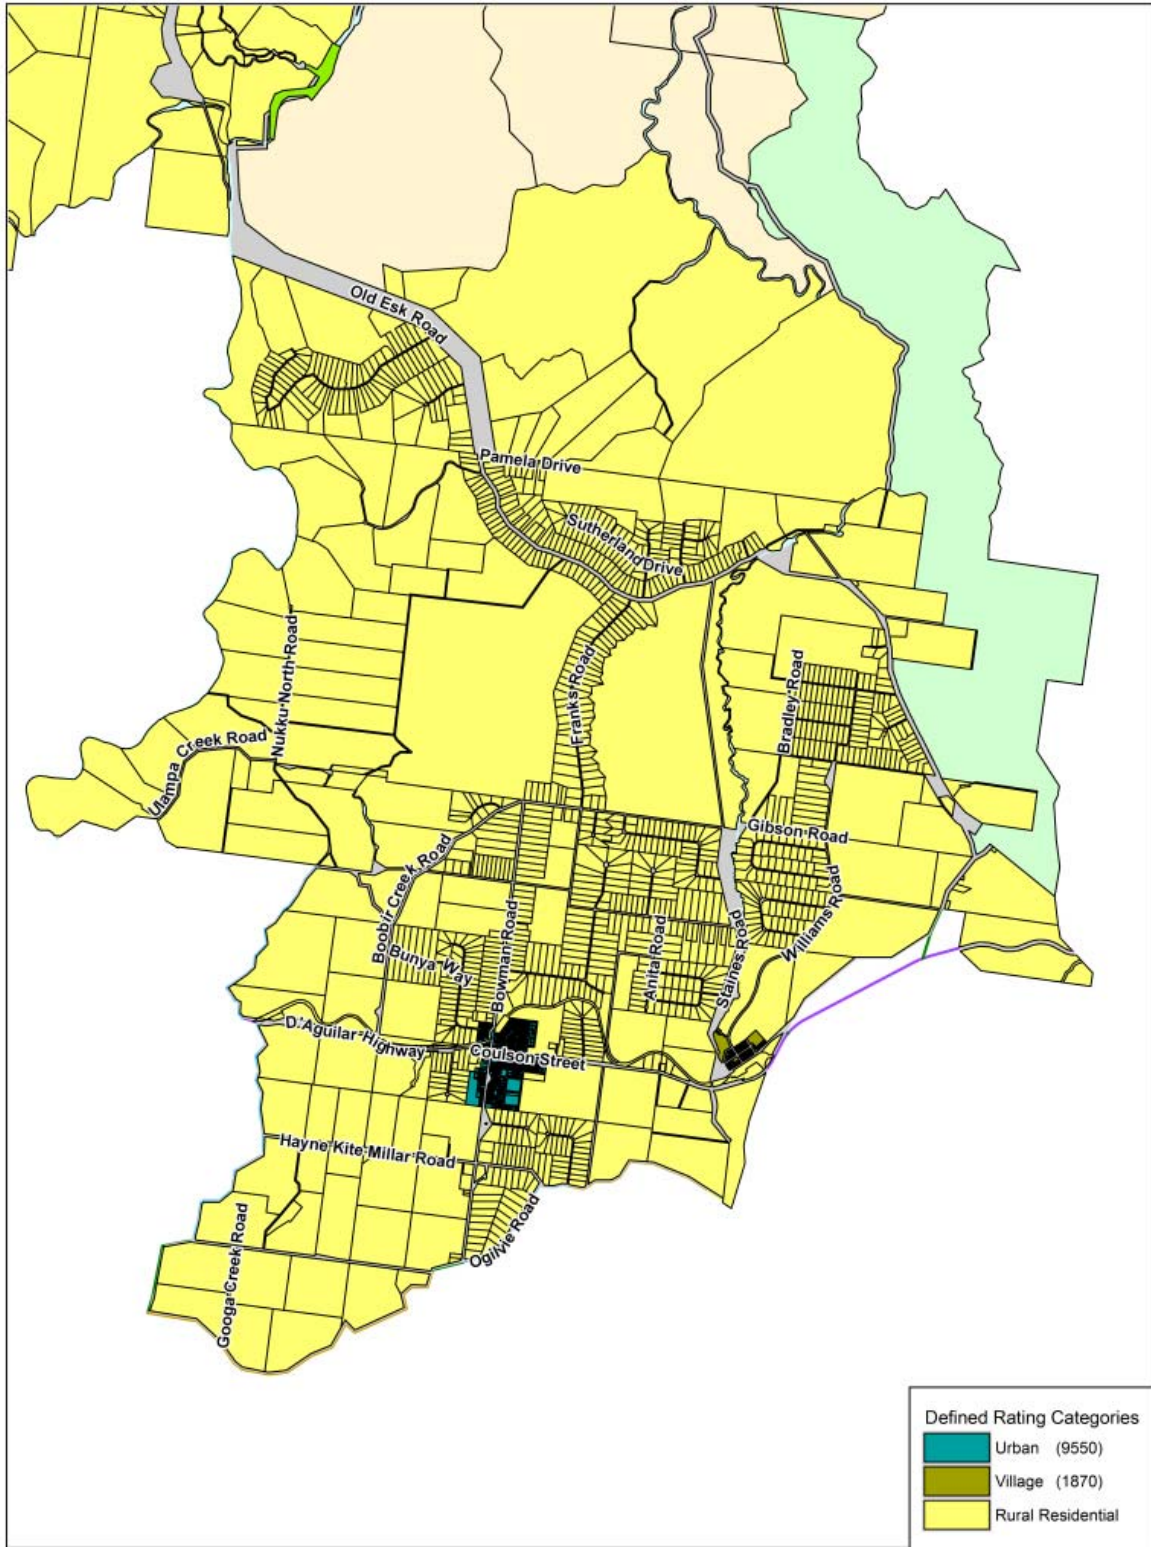 Old Esk Road
Pamela Drive
Sutherland Drive
Nukku North Road
Franks Road
Bradley Road
Ulampa Creek Road
Gibson Road
Boobir Creek Road
Williams Road
Bowman Road
Anita Road
Staines Road
Bunya Way
D'Aguilar Highway
Coulson Street
Hayne Kite Millar Road
Ogilvie Road
Googa Creek Road
Defined Rating Categories
Urban (9550)
Village (1870)
Rural Residential